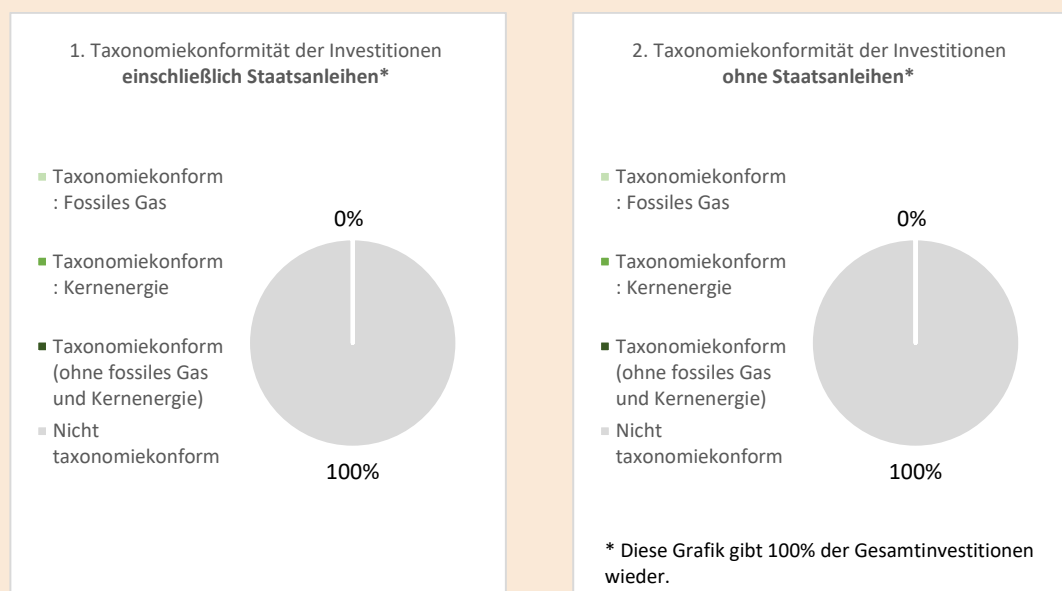 1. Taxonomiekonformität der Investitionen
einschließlich Staatsanleihen*
Taxonomiekonform
: Fossiles Gas
Taxonomiekonform
: Kernenergie
Taxonomiekonform
(ohne fossiles Gas
und Kernenergie)
Nicht
taxonomiekonform
0%
100%
2. Taxonomiekonformität der Investitionen
ohne Staatsanleihen*
Taxonomiekonform
: Fossiles Gas
Taxonomiekonform
: Kernenergie
Taxonomiekonform
(ohne fossiles Gas
und Kernenergie)
Nicht
taxonomiekonform
0%
100%
* Diese Grafik gibt 100% der Gesamtinvestitionen
wieder.